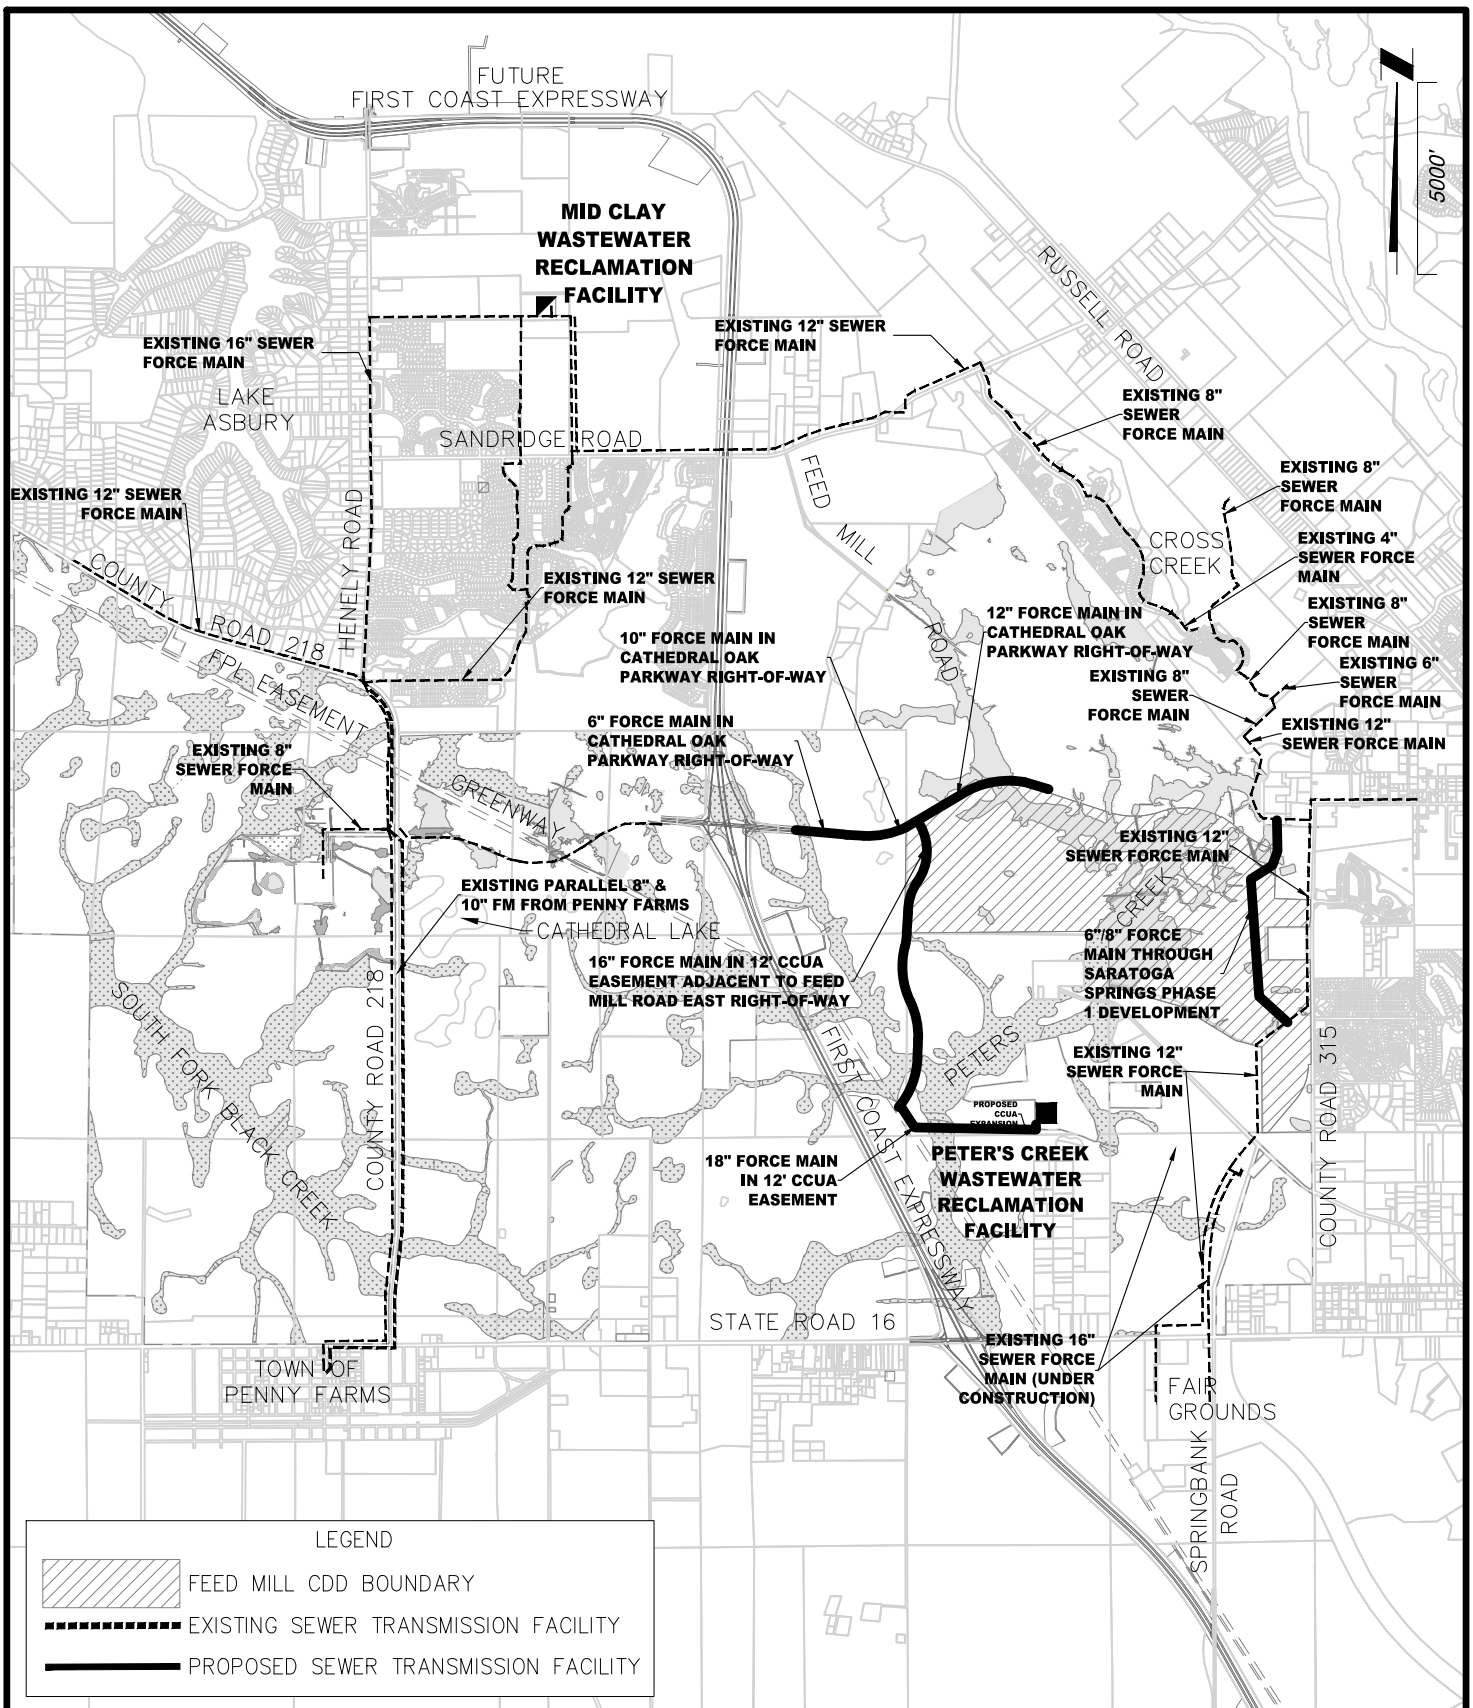 FUTURE
FIRST COAST EXPRESSWAY
5000'
MID CLAY
WASTEWATER
RECLAMATION
FACILITY
RUSSELL ROAD
EXISTING 16" SEWER
FORCE MAIN
EXISTING 12" SEWER
FORCE MAIN
LAKE
ASBURY
EXISTING 8"
SEWER
FORCE MAIN
SANDRIDGE ROAD
FEED
MILL
ROAD
EXISTING 12" SEWER
FORCE MAIN
HENELY ROAD
EXISTING 8"
SEWER
FORCE MAIN
CROSS
CREEK
EXISTING 4"
SEWER FORCE
MAIN
COUNTY ROAD 218
EXISTING 12" SEWER
FORCE MAIN
12" FORCE MAIN IN
CATHEDRAL OAK
PARKWAY RIGHT-OF-WAY
EXISTING 8"
SEWER
FORCE MAIN
10" FORCE MAIN IN
CATHEDRAL OAK
PARKWAY RIGHT-OF-WAY
FPL EASEMENT
EXISTING 8"
SEWER
FORCE MAIN
EXISTING 6"
SEWER
FORCE MAIN
6" FORCE MAIN IN
CATHEDRAL OAK
PARKWAY RIGHT-OF-WAY
EXISTING 12"
SEWER FORCE MAIN
EXISTING 8"
SEWER FORCE
MAIN
GREENWAY
EXISTING 12"
SEWER FORCE MAIN
EXISTING PARALLEL 8" &
10" FM FROM PENNY FARMS
CATHEDRAL LAKE
CREEK
6"/8" FORCE
MAIN THROUGH
SARATOGA
SPRINGS PHASE
1 DEVELOPMENT
16" FORCE MAIN IN 12' CCUA
EASEMENT ADJACENT TO FEED
MILL ROAD EAST RIGHT-OF-WAY
SOUTH FORK BLACK CREEK
COUNTY ROAD 218
FIRST COAST EXPRESSWAY
PETERS
EXISTING 12"
SEWER FORCE
MAIN
COUNTY ROAD 315
PROPOSED
CCUA
EXPANSION
18" FORCE MAIN
IN 12' CCUA
EASEMENT
PETER'S CREEK
WASTEWATER
RECLAMATION
FACILITY
STATE ROAD 16
EXISTING 16"
SEWER FORCE
MAIN (UNDER
CONSTRUCTION)
TOWN OF
PENNY FARMS
FAIR
GROUNDS
SPRINGBANK
ROAD
LEGEND
FEED MILL CDD BOUNDARY
EXISTING SEWER TRANSMISSION FACILITY
PROPOSED SEWER TRANSMISSION FACILITY